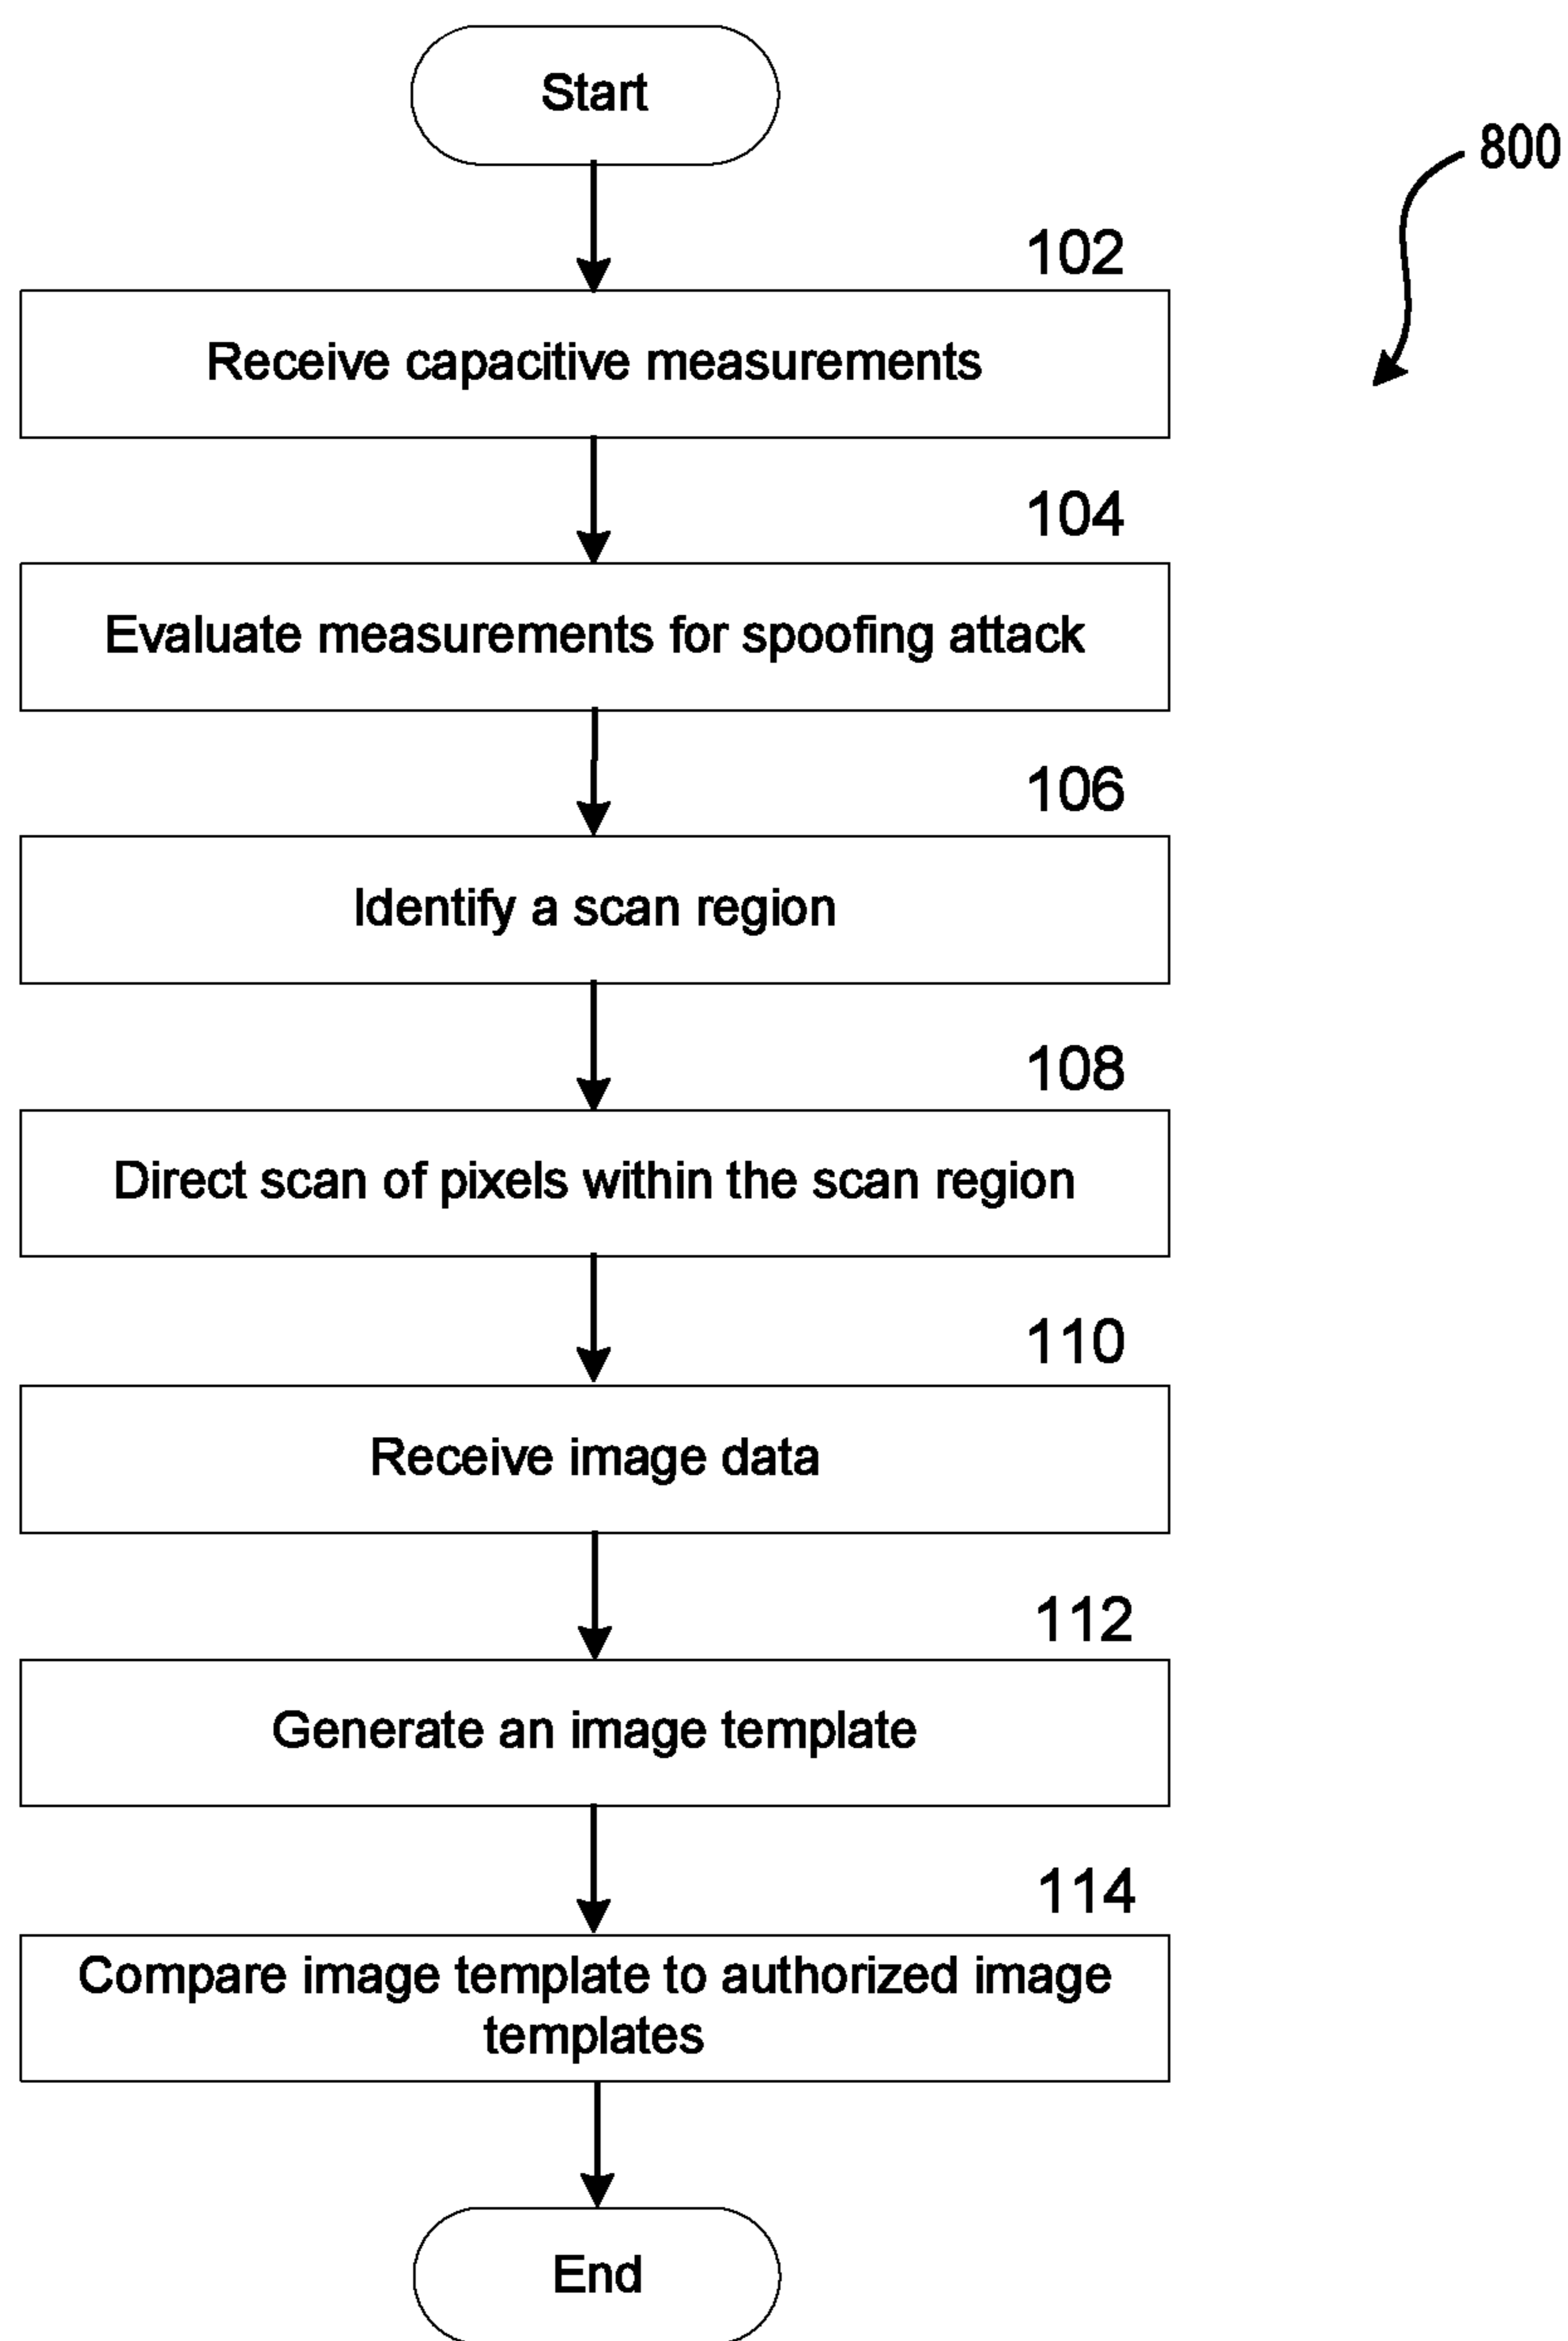 Start
800
102
Receive capacitive measurements
104
Evaluate measurements for spoofing attack
106
Identify a scan region
108
Direct scan of pixels within the scan region
110
Receive image data
112
Generate an image template
114
Compare image template to authorized image
templates
End